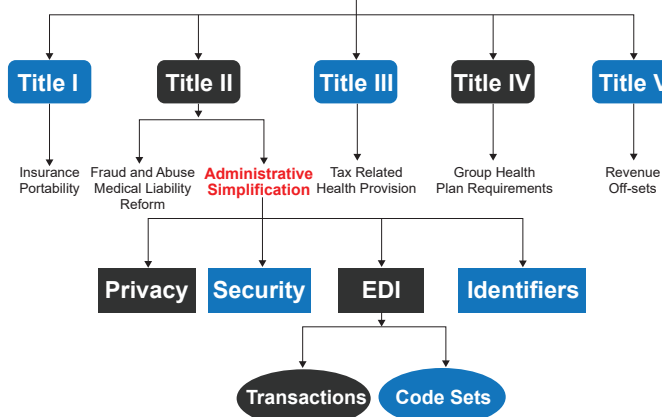 Title I
Title II
Title III
Title IV
Title V
Insurance
Portability
Fraud and Abuse
Medical Liability
Reform
Administrative
Simplification
Tax Related
Health Provision
Group Health
Plan Requirements
Revenue
Off-sets
Privacy
Security
EDI
Identifiers
Transactions
Code Sets